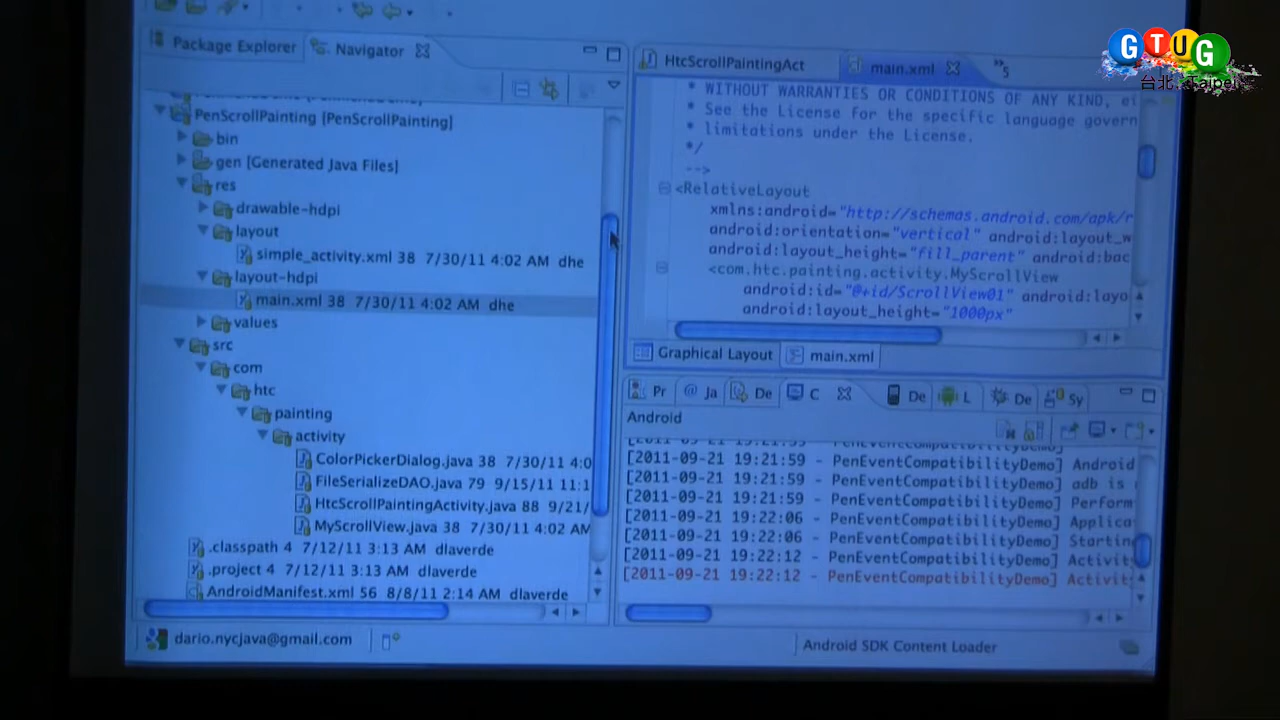 GTUG
台北, Taipei
Package Explorer
Navigator
PenScrollPainting [PenScrollPainting]
bin
gen [Generated Java Files]
res
drawable-hdpi
layout
simple_activity.xml 38 7/30/11 4:02 AM dhe
layout-hdpi
main.xml 38 7/30/11 4:02 AM dhe
values
src
com
htc
painting
activity
ColorPickerDialog.java 38 7/30/11 4:0
FileSerializeDAO.java 79 9/15/11 11:1
HtcScrollPaintingActivity.java 88 9/21/
MyScrollView.java 38 7/30/11 4:02 AM
.classpath 4 7/12/11 3:13 AM dlaverde
.project 4 7/12/11 3:13 AM dlaverde
AndroidManifest.xml 56 8/8/11 2:14 AM dlaverde
dario.nycjava@gmail.com
HtcScrollPaintingAct
main.xml
5
* WITHOUT WARRANTIES OR CONDITIONS OF ANY KIND, ei
* See the License for the specific language govern
* limitations under the License.
*/
-->
<RelativeLayout
xmlns:android="http://schemas.android.com/apk/r
android:orientation="vertical" android:layout_w
android:layout_height="fill_parent" android:bac
<com.htc.painting.activity.MyScrollView
android:id="@+id/ScrollView01" android:layo
android:layout_height="1000px"
Graphical Layout
main.xml
Pr
@ Ja
De
C
De
L
De
Sy
Android
[2011-09-21 19:21:59 - PenEventCompatibilityDemo] Android
[2011-09-21 19:21:59 - PenEventCompatibilityDemo] adb is
[2011-09-21 19:21:59 - PenEventCompatibilityDemo] Perform
[2011-09-21 19:22:06 - PenEventCompatibilityDemo] Applica
[2011-09-21 19:22:06 - PenEventCompatibilityDemo] Starting
[2011-09-21 19:22:12 - PenEventCompatibilityDemo] Activit
[2011-09-21 19:22:12 - PenEventCompatibilityDemo] Activit
Android SDK Content Loader